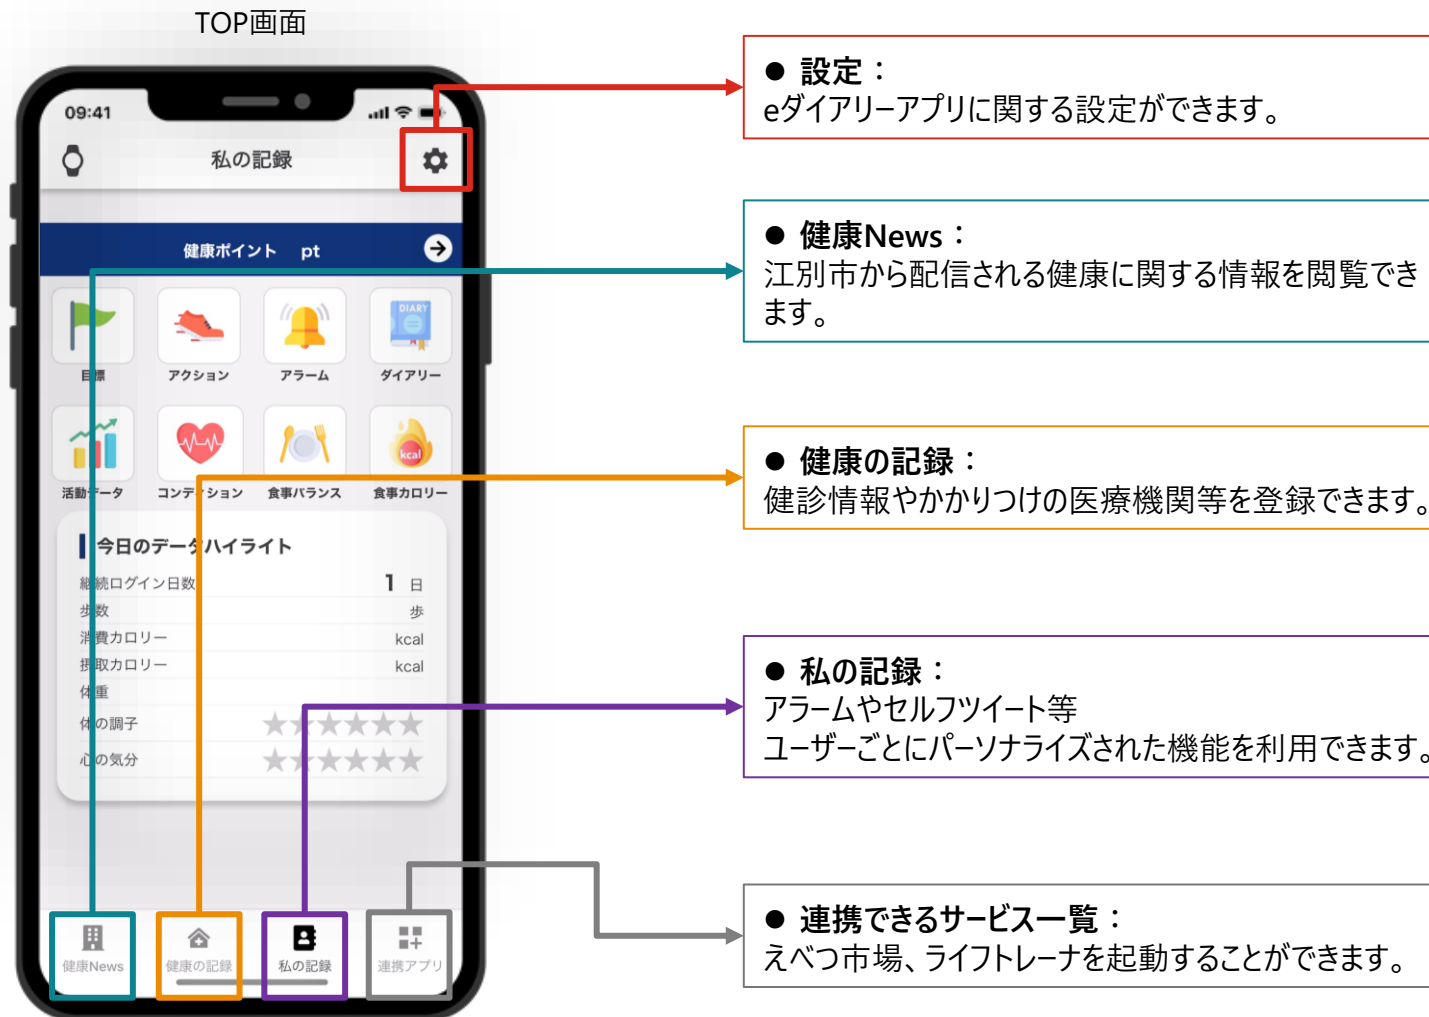 TOP画面
09:41
私の記録
健康ポイント pt
DIARY
目標 アクション アラーム ダイアリー
kcal
活動データ コンディション 食事バランス 食事カロリー
今日のデータハイライト
継続ログイン日数 1 日
歩数 歩
消費カロリー kcal
摂取カロリー kcal
体重
体の調子
心の気分
健康News 健康の記録 私の記録 連携アプリ
● 設定：
eダイアリーアプリに関する設定ができます。
● 健康News：
江別市から配信される健康に関する情報を閲覧でき
ます。
● 健康の記録：
健診情報やかかりつけの医療機関等を登録できます。
● 私の記録：
アラームやセルフツイート等
ユーザーごとにパーソナライズされた機能を利用できます。
● 連携できるサービス一覧：
えべつ市場、ライフトレーナを起動することができます。